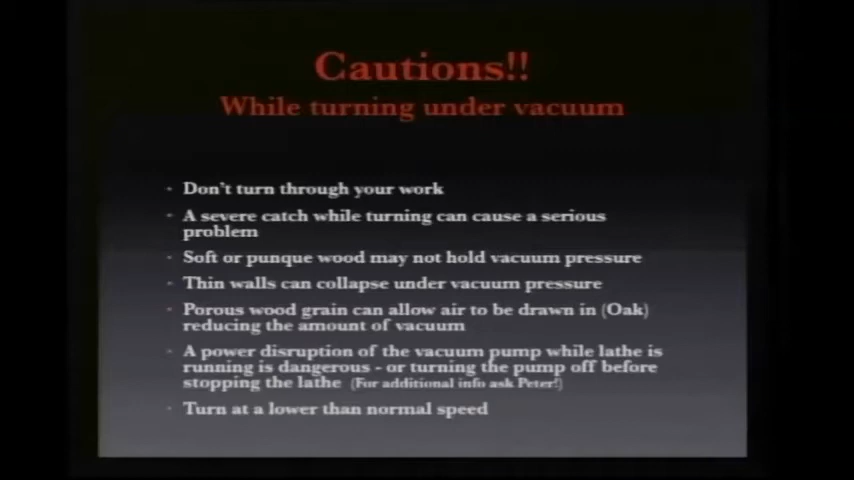 Cautions!!
While turning under vacuum
- Don't turn through your work
- A severe catch while turning can cause a serious
problem
- Soft or punque wood may not hold vacuum pressure
- Thin walls can collapse under vacuum pressure
- Porous wood grain can allow air to be drawn in (Oak)
reducing the amount of vacuum
- A power disruption of the vacuum pump while lathe is
running is dangerous - or turning the pump off before
stopping the lathe (For additional info ask Peter!)
- Turn at a lower than normal speed